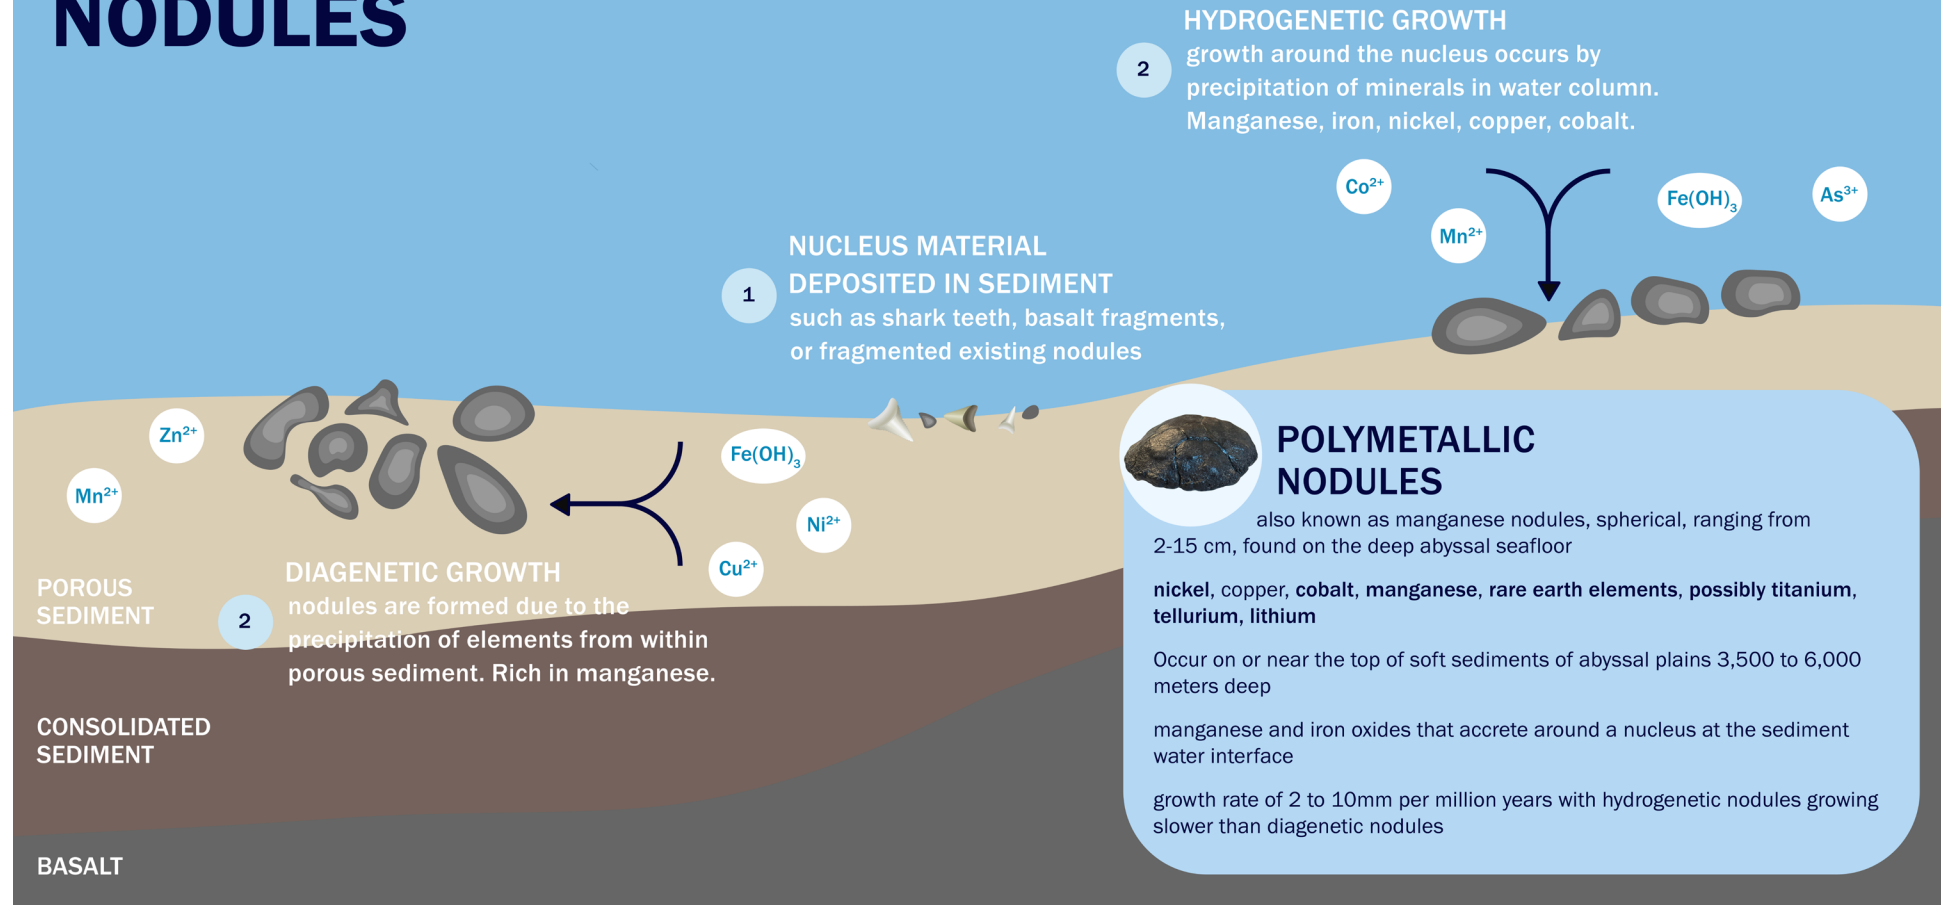 NODULES
HYDROGENETIC GROWTH
2
growth around the nucleus occurs by
precipitation of minerals in water column.
Manganese, iron, nickel, copper, cobalt.
Co²⁺
Mn²⁺
Fe(OH)₃
As³⁺
NUCLEUS MATERIAL
DEPOSITED IN SEDIMENT
1
such as shark teeth, basalt fragments,
or fragmented existing nodules
Zn²⁺
Mn²⁺
Fe(OH)₃
Ni²⁺
Cu²⁺
DIAGENETIC GROWTH
2
nodules are formed due to the
precipitation of elements from within
porous sediment. Rich in manganese.
POROUS
SEDIMENT
CONSOLIDATED
SEDIMENT
BASALT
POLYMETALLIC
NODULES
also known as manganese nodules, spherical, ranging from
2-15 cm, found on the deep abyssal seafloor
nickel, copper, cobalt, manganese, rare earth elements, possibly titanium,
tellurium, lithium
Occur on or near the top of soft sediments of abyssal plains 3,500 to 6,000
meters deep
manganese and iron oxides that accrete around a nucleus at the sediment
water interface
growth rate of 2 to 10mm per million years with hydrogenetic nodules growing
slower than diagenetic nodules